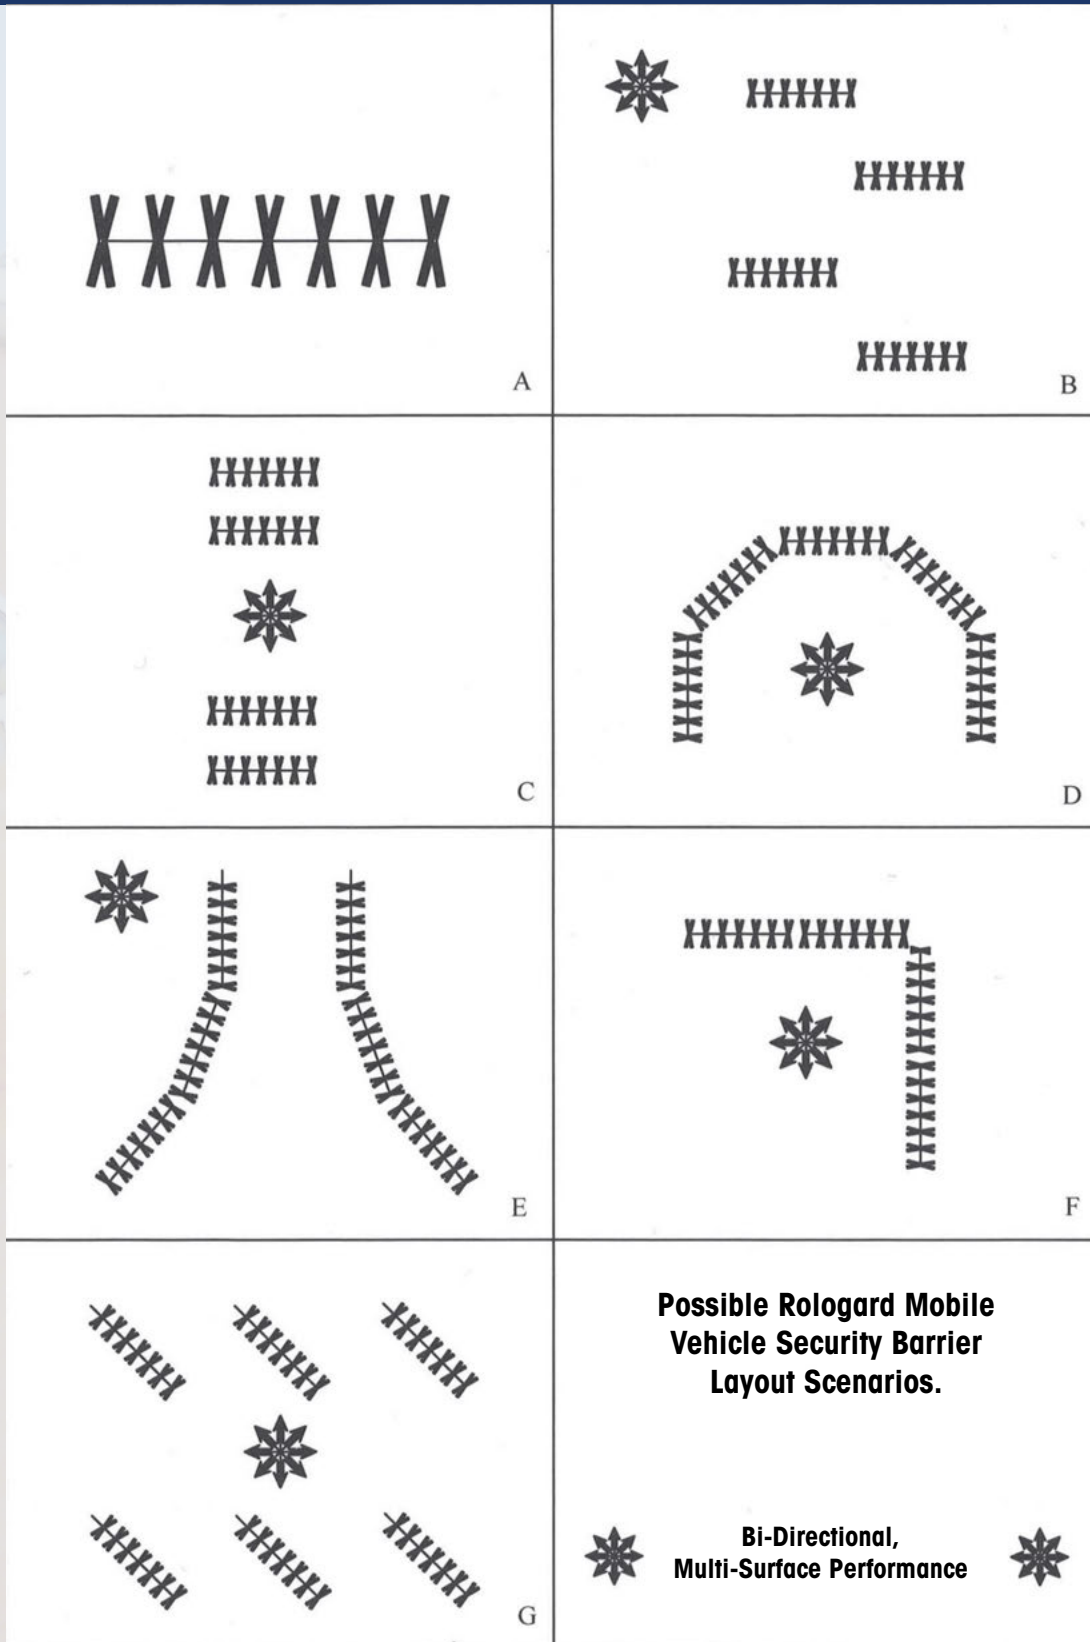 A
B
C
D
E
F
Possible Rologard Mobile
Vehicle Security Barrier
Layout Scenarios.
Bi-Directional,
Multi-Surface Performance
G